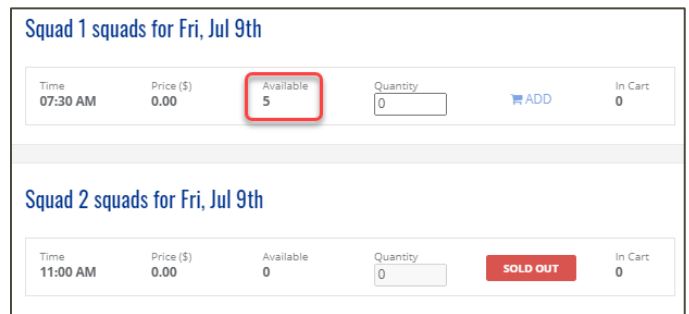 Squad 1 squads for Fri, Jul 9th
Time Price ($) Available Quantity In Cart
07:30 AM 0.00 5 0 ADD 0
Squad 2 squads for Fri, Jul 9th
Time Price ($) Available Quantity In Cart
11:00 AM 0.00 0 0 SOLD OUT 0